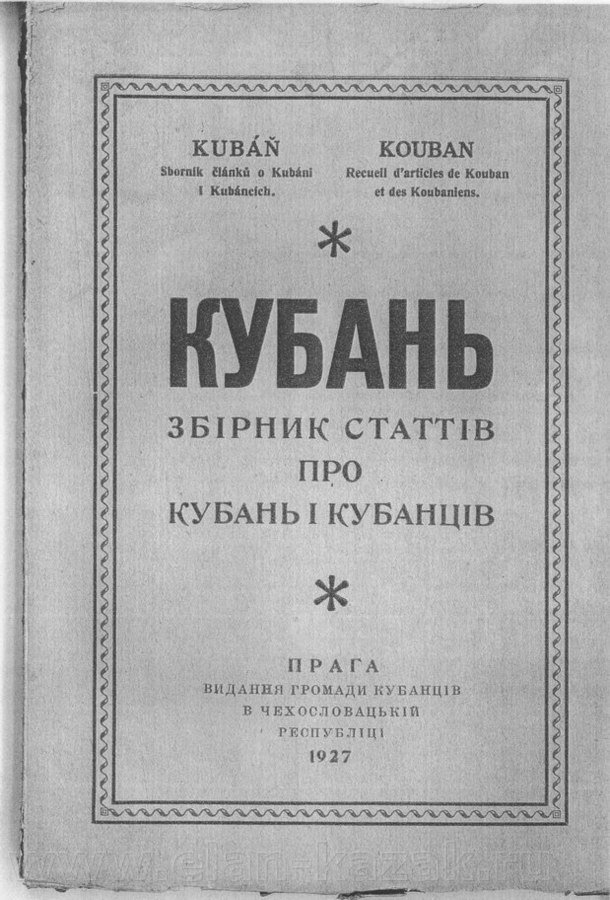 KUBÁŇ
Sborník článků o Kubáni
i Kubáncích.
KOUBAN
Recueil d'articles de Kouban
et des Koubaniens.
*
КУБАНЬ
ЗБІРНИК СТАТТІВ
ПРО
КУБАНЬ І КУБАНЦІВ
*
ПРАҐА
ВИДАННЯ ГРОМАДИ КУБАНЦІВ
В ЧЕХОСЛОВАЦЬКІЙ
РЕСПУБЛІЦІ
1927
www.elan-kazak.ru